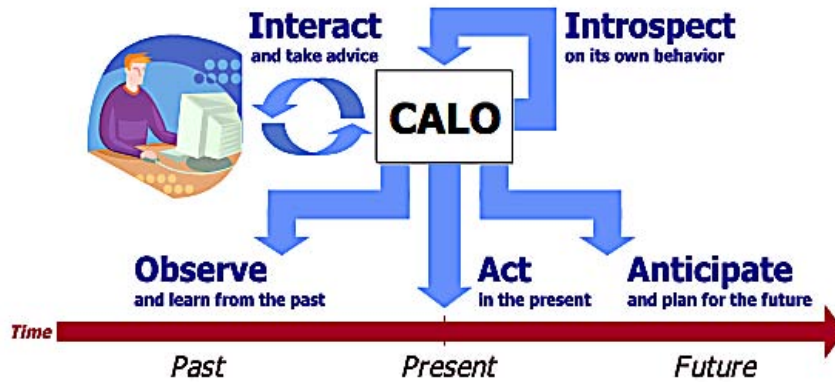 Interact
and take advice
Introspect
on its own behavior
CALO
Observe
and learn from the past
Act
in the present
Anticipate
and plan for the future
Time
Past
Present
Future